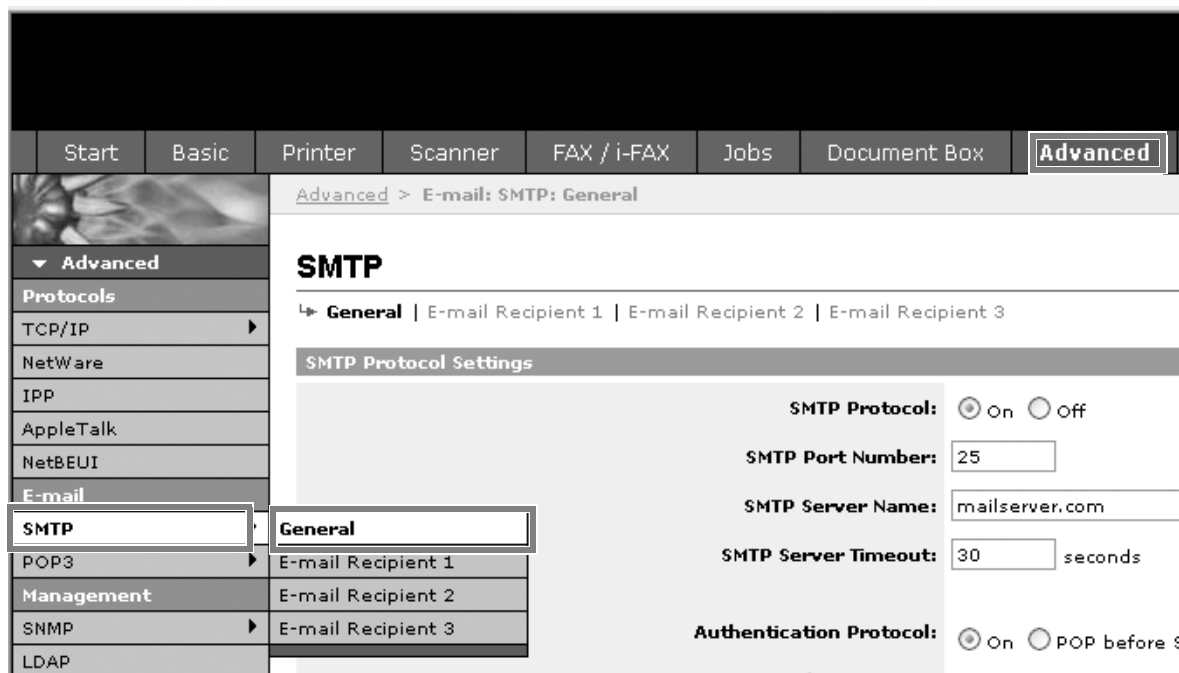 Start Basic Printer Scanner FAX / i-FAX Jobs Document Box Advanced
Advanced > E-mail: SMTP: General
Advanced
Protocols
TCP/IP
NetWare
IPP
AppleTalk
NetBEUI
E-mail
SMTP
POP3
Management
SNMP
LDAP
General
E-mail Recipient 1
E-mail Recipient 2
E-mail Recipient 3
SMTP
General | E-mail Recipient 1 | E-mail Recipient 2 | E-mail Recipient 3
SMTP Protocol Settings
SMTP Protocol: On Off
SMTP Port Number: 25
SMTP Server Name: mailserver.com
SMTP Server Timeout: 30 seconds
Authentication Protocol: On POP before